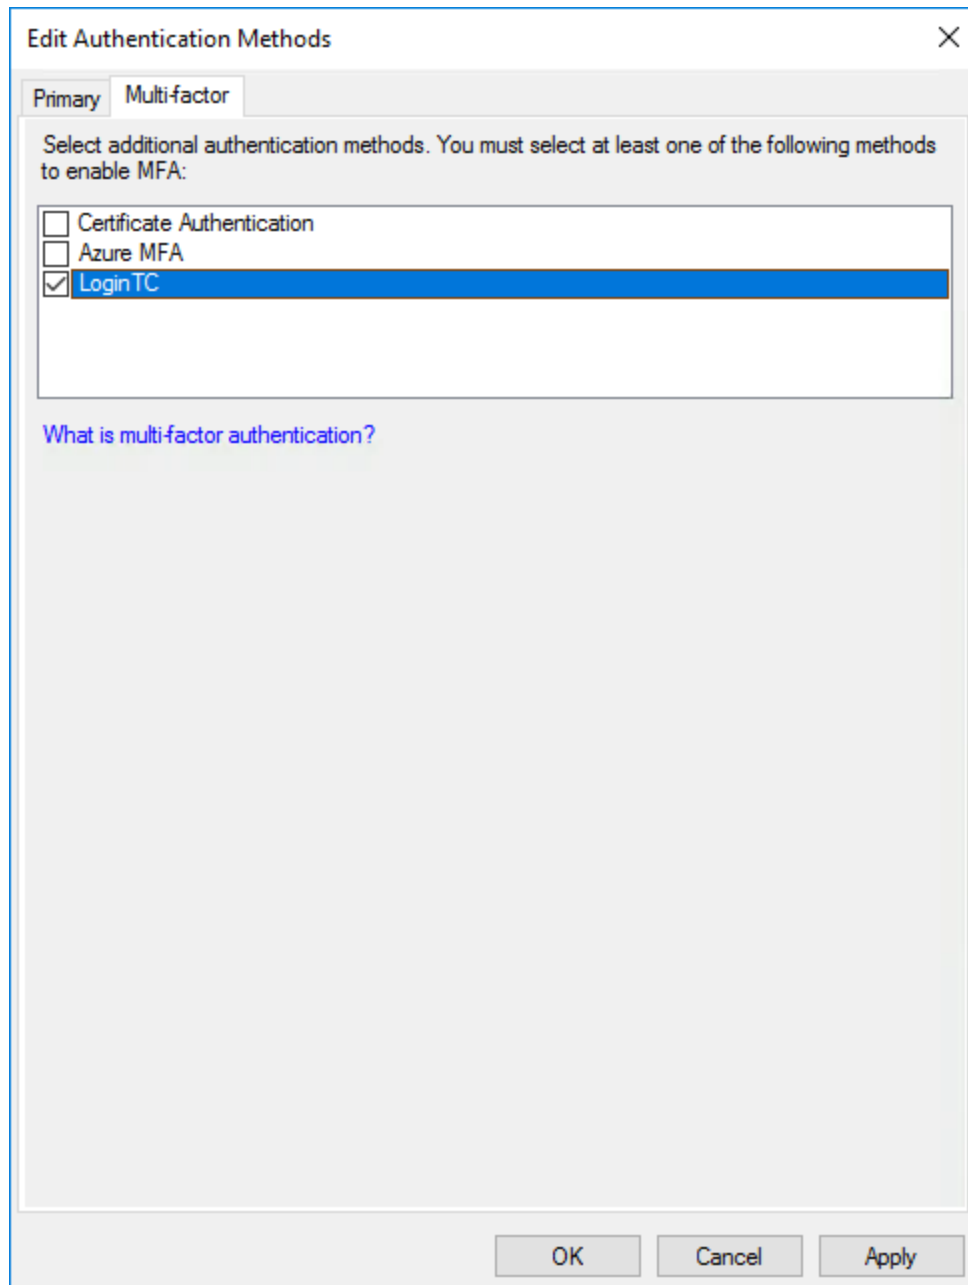 Edit Authentication Methods
Primary
Multi-factor
Select additional authentication methods. You must select at least one of the following methods
to enable MFA:
Certificate Authentication
Azure MFA
LoginTC
What is multi-factor authentication?
OK
Cancel
Apply